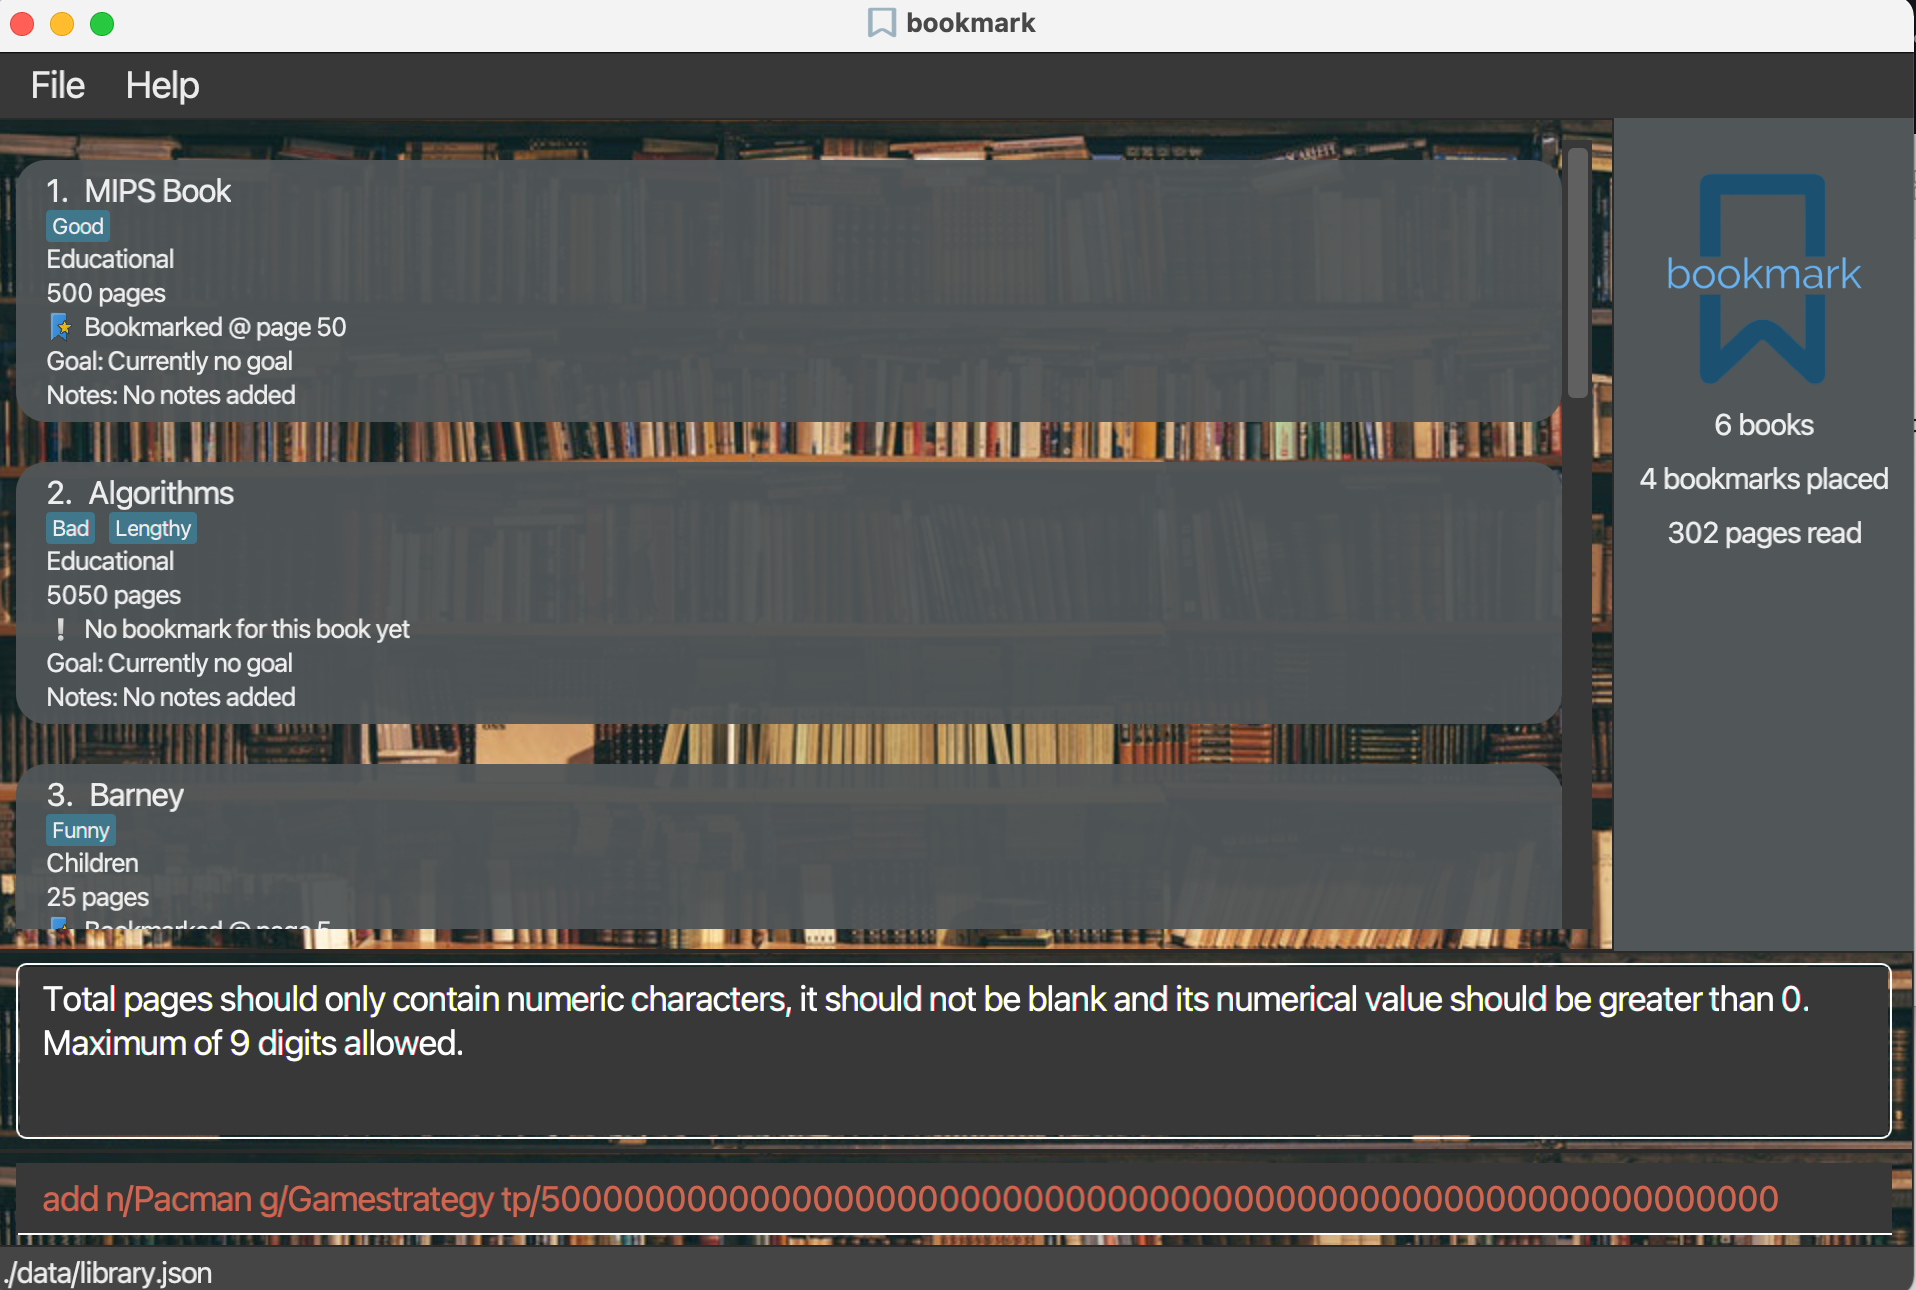 bookmark
File Help
1. MIPS Book
Good
Educational
500 pages
Bookmarked @ page 50
Goal: Currently no goal
Notes: No notes added
2. Algorithms
Bad Lengthy
Educational
5050 pages
No bookmark for this book yet
Goal: Currently no goal
Notes: No notes added
3. Barney
Funny
Children
25 pages
Bookmarked @ page 5
bookmark
6 books
4 bookmarks placed
302 pages read
Total pages should only contain numeric characters, it should not be blank and its numerical value should be greater than 0.
Maximum of 9 digits allowed.
add n/Pacman g/Gamestrategy tp/50000000000000000000000000000000000000000000000000000000000
./data/library.json